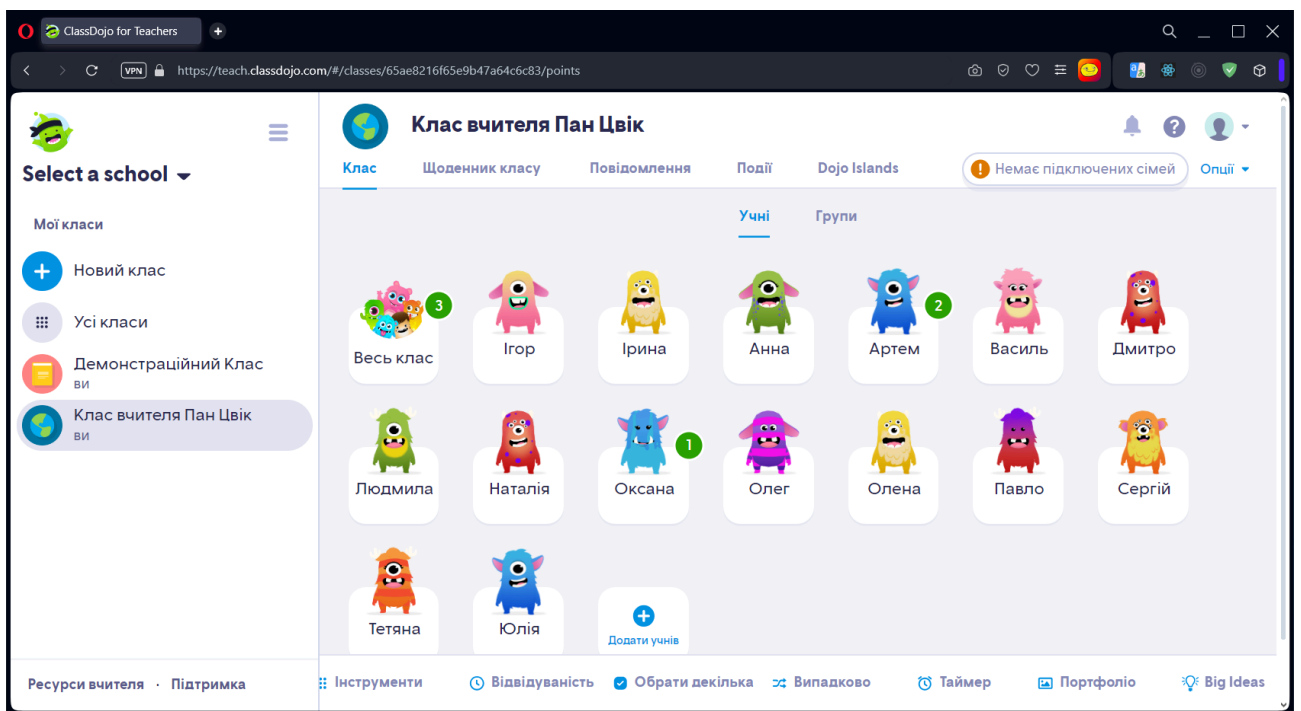 ClassDojo for Teachers
VPN https://teach.classdojo.com/#/classes/65ae8216f65e9b47a64c6c83/points
Select a school
Мої класи
Новий клас
Усі класи
Демонстраційний Клас
ви
Клас вчителя Пан Цвік
ви
Ресурси вчителя · Підтримка
Клас вчителя Пан Цвік
Клас Щоденник класу Повідомлення Події Dojo Islands Немає підключених сімей Опції
Учні Групи
3 2
Весь клас Ігор Ірина Анна Артем Василь Дмитро
1
Людмила Наталія Оксана Олег Олена Павло Сергій
Тетяна Юлія Додати учнів
Інструменти Відвідуваність Обрати декілька Випадково Таймер Портфоліо Big Ideas